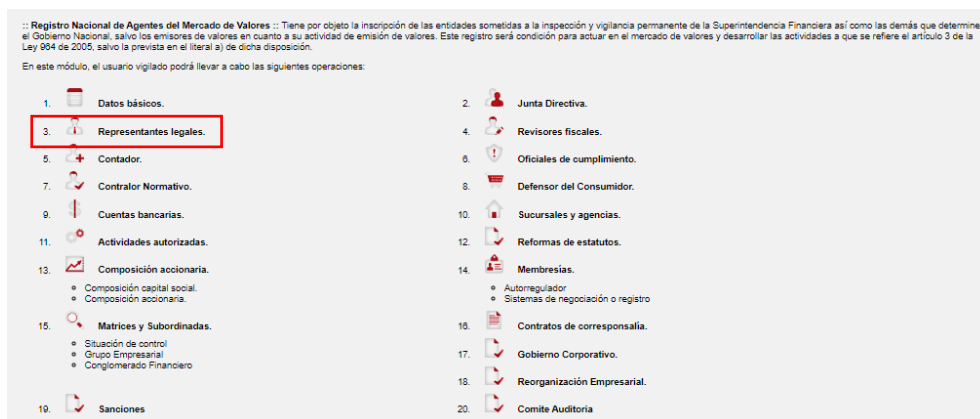 :: Registro Nacional de Agentes del Mercado de Valores :: Tiene por objeto la inscripción de las entidades sometidas a la inspección y vigilancia permanente de la Superintendencia Financiera así como las demás que determine
el Gobierno Nacional, salvo los emisores de valores en cuanto a su actividad de emisión de valores. Este registro será condición para actuar en el mercado de valores y desarrollar las actividades a que se refiere el artículo 3 de la
Ley 964 de 2005, salvo la prevista en el literal a) de dicha disposición.
En este módulo, el usuario vigilado podrá llevar a cabo las siguientes operaciones:
1. Datos básicos.
2. Junta Directiva.
3. Representantes legales.
4. Revisores fiscales.
5. Contador.
6. Oficiales de cumplimiento.
7. Contralor Normativo.
8. Defensor del Consumidor.
9. Cuentas bancarias.
10. Sucursales y agencias.
11. Actividades autorizadas.
12. Reformas de estatutos.
13. Composición accionaria.
Composición capital social.
Composición accionaria.
14. Membresías.
Autorregulador
Sistemas de negociación o registro
15. Matrices y Subordinadas.
Situación de control
Grupo Empresarial
Conglomerado Financiero
16. Contratos de corresponsalía.
17. Gobierno Corporativo.
18. Reorganización Empresarial.
19. Sanciones
20. Comite Auditoria